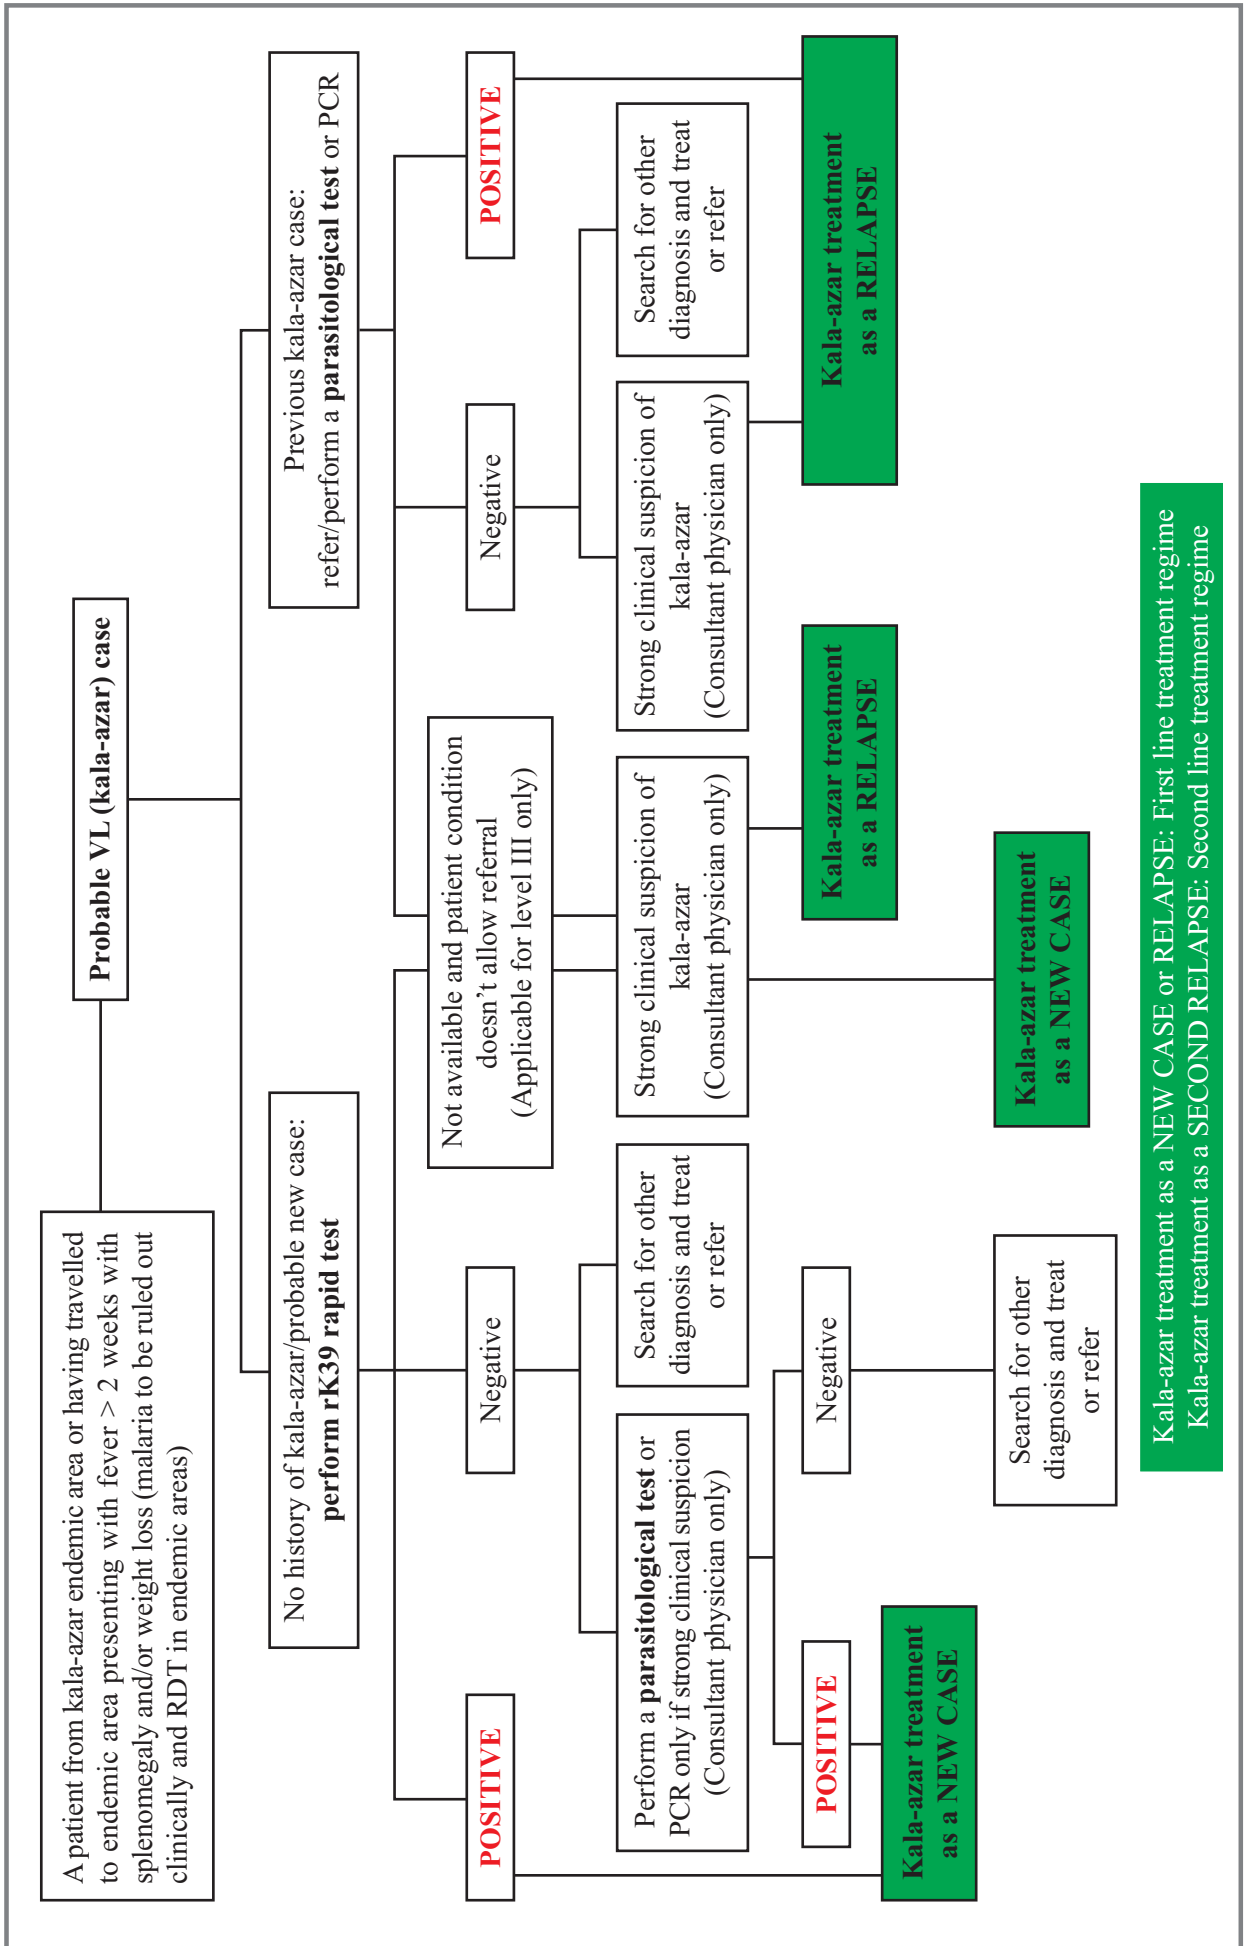 Probable VL (kala-azar) case
A patient from kala-azar endemic area or having travelled
to endemic area presenting with fever > 2 weeks with
splenomegaly and/or weight loss (malaria to be ruled out
clinically and RDT in endemic areas)
No history of kala-azar/probable new case:
perform rK39 rapid test
Previous kala-azar case:
refer/perform a parasitological test or PCR
POSITIVE
Negative
Not available and patient condition
doesn't allow referral
(Applicable for level III only)
Negative
POSITIVE
Perform a parasitological test or
PCR only if strong clinical suspicion
(Consultant physician only)
Search for other
diagnosis and treat
or refer
Strong clinical suspicion of
kala-azar
(Consultant physician only)
Strong clinical suspicion of
kala-azar
(Consultant physician only)
Search for other
diagnosis and treat
or refer
POSITIVE
Negative
Kala-azar treatment
as a RELAPSE
Kala-azar treatment
as a RELAPSE
Kala-azar treatment
as a NEW CASE
Search for other
diagnosis and treat
or refer
Kala-azar treatment
as a NEW CASE
Kala-azar treatment as a NEW CASE or RELAPSE: First line treatment regime
Kala-azar treatment as a SECOND RELAPSE: Second line treatment regime